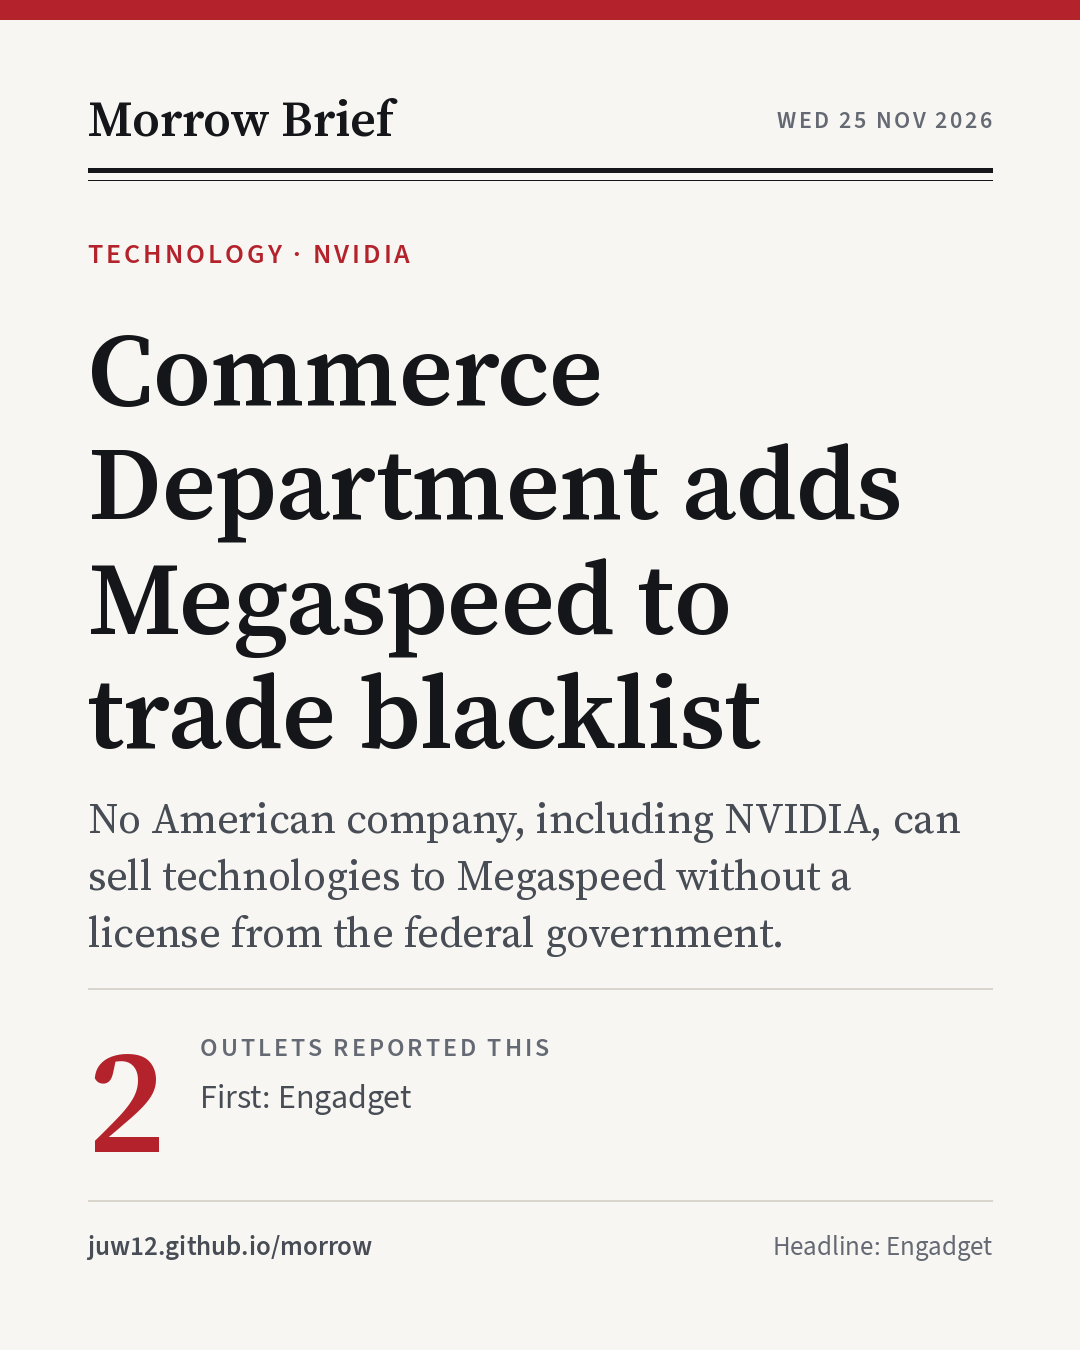 Morrow Brief
WED 25 NOV 2026
TECHNOLOGY · NVIDIA
Commerce
Department adds
Megaspeed to
trade blacklist
No American company, including NVIDIA, can
sell technologies to Megaspeed without a
license from the federal government.
2
OUTLETS REPORTED THIS
First: Engadget
juw12.github.io/morrow
Headline: Engadget